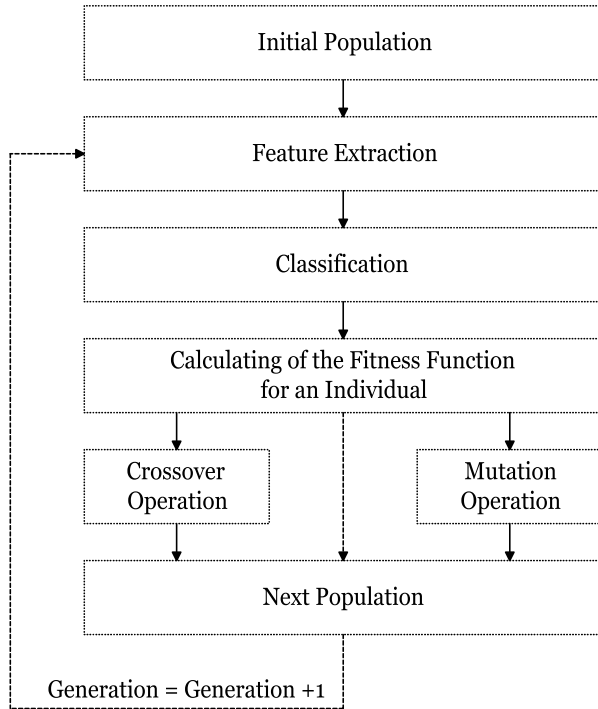 Initial Population
Feature Extraction
Classification
Calculating of the Fitness Function
for an Individual
Crossover
Operation
Mutation
Operation
Next Population
Generation = Generation +1